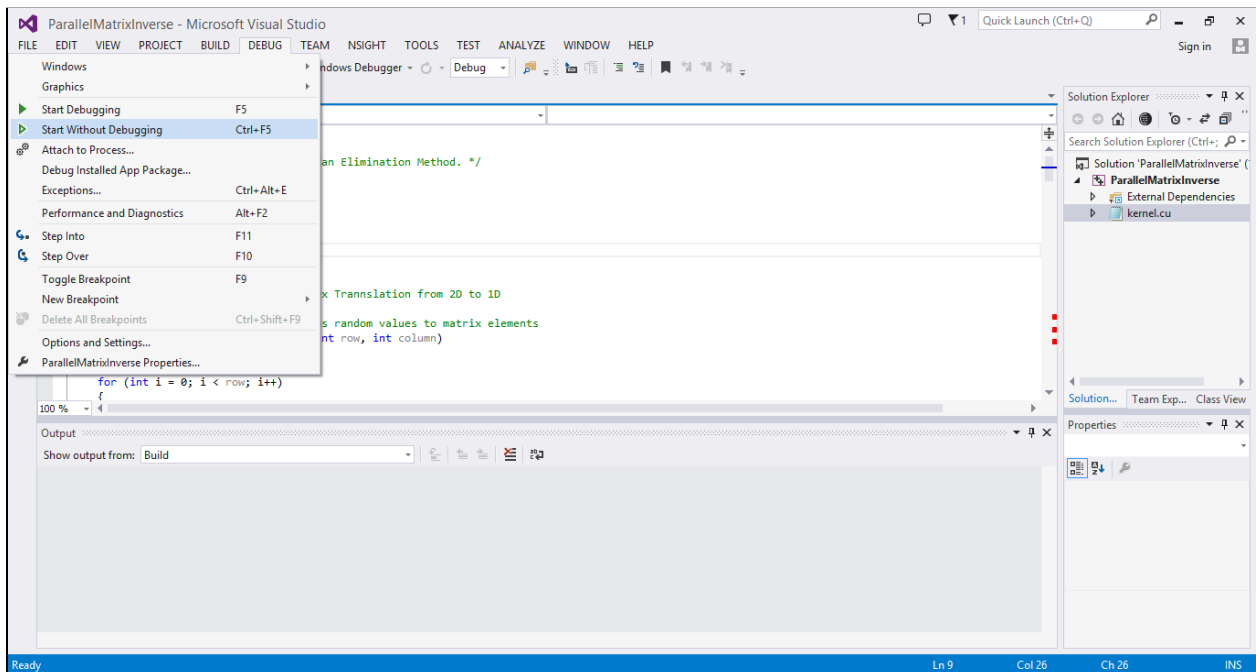 ParallelMatrixInverse - Microsoft Visual Studio
1
Quick Launch (Ctrl+Q)
FILE EDIT VIEW PROJECT BUILD DEBUG TEAM NSIGHT TOOLS TEST ANALYZE WINDOW HELP
Sign in
Windows
ndows Debugger
Debug
Graphics
Start Debugging F5
Start Without Debugging Ctrl+F5
Attach to Process...
Debug Installed App Package...
Exceptions... Ctrl+Alt+E
Performance and Diagnostics Alt+F2
Step Into F11
Step Over F10
Toggle Breakpoint F9
New Breakpoint
Delete All Breakpoints Ctrl+Shift+F9
Options and Settings...
ParallelMatrixInverse Properties...
an Elimination Method. */
x Trannslation from 2D to 1D
s random values to matrix elements
nt row, int column)
for (int i = 0; i < row; i++)
{
100 %
Solution Explorer
Search Solution Explorer (Ctrl+;
Solution 'ParallelMatrixInverse' (
ParallelMatrixInverse
External Dependencies
kernel.cu
Solution... Team Exp... Class View
Output
Show output from: Build
Properties
Ready
Ln 9 Col 26 Ch 26 INS